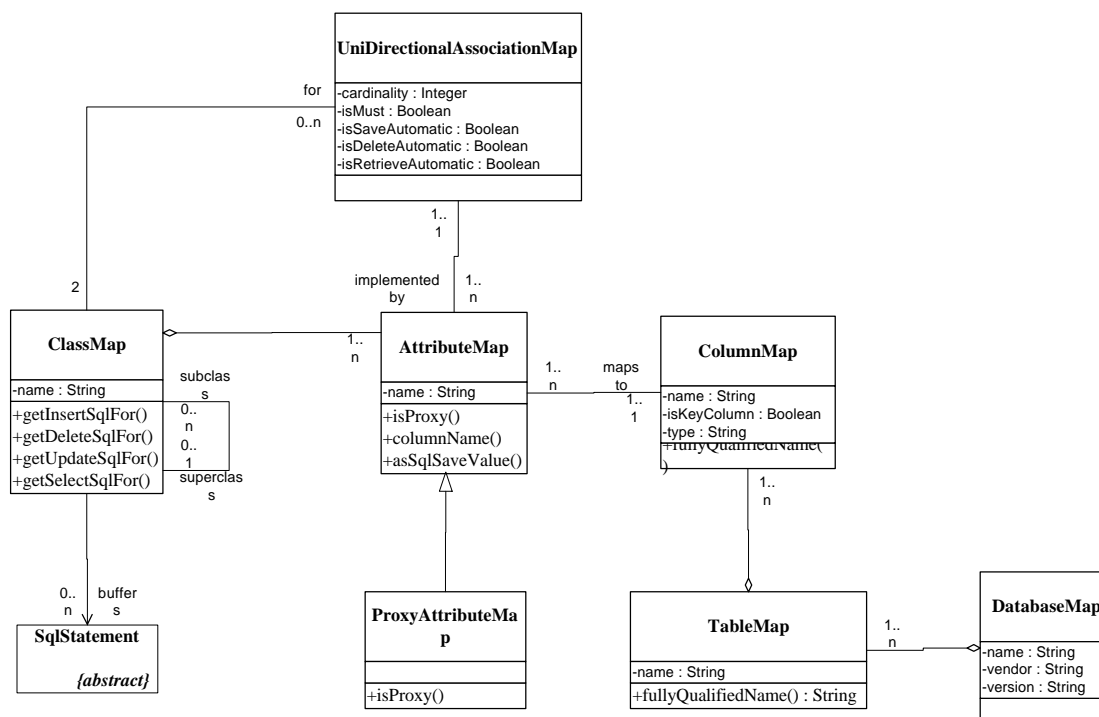 UniDirectionalAssociationMap
-cardinality : Integer
-isMust : Boolean
-isSaveAutomatic : Boolean
-isDeleteAutomatic : Boolean
-isRetrieveAutomatic : Boolean
for
0..n
1..
1
2
implemented
by
1..
n
ClassMap
-name : String
+getInsertSqlFor()
+getDeleteSqlFor()
+getUpdateSqlFor()
+getSelectSqlFor()
subclas
s
0..
n
0..
1
superclas
s
1..
n
AttributeMap
-name : String
+isProxy()
+columnName()
+asSqlSaveValue()
1..
n
maps
to
1..
1
ColumnMap
-name : String
-isKeyColumn : Boolean
-type : String
+fullyQualifiedName(
)
1..
n
0..
n
buffer
s
SqlStatement
{abstract}
ProxyAttributeMa
p
+isProxy()
TableMap
-name : String
+fullyQualifiedName() : String
1..
n
DatabaseMap
-name : String
-vendor : String
-version : String